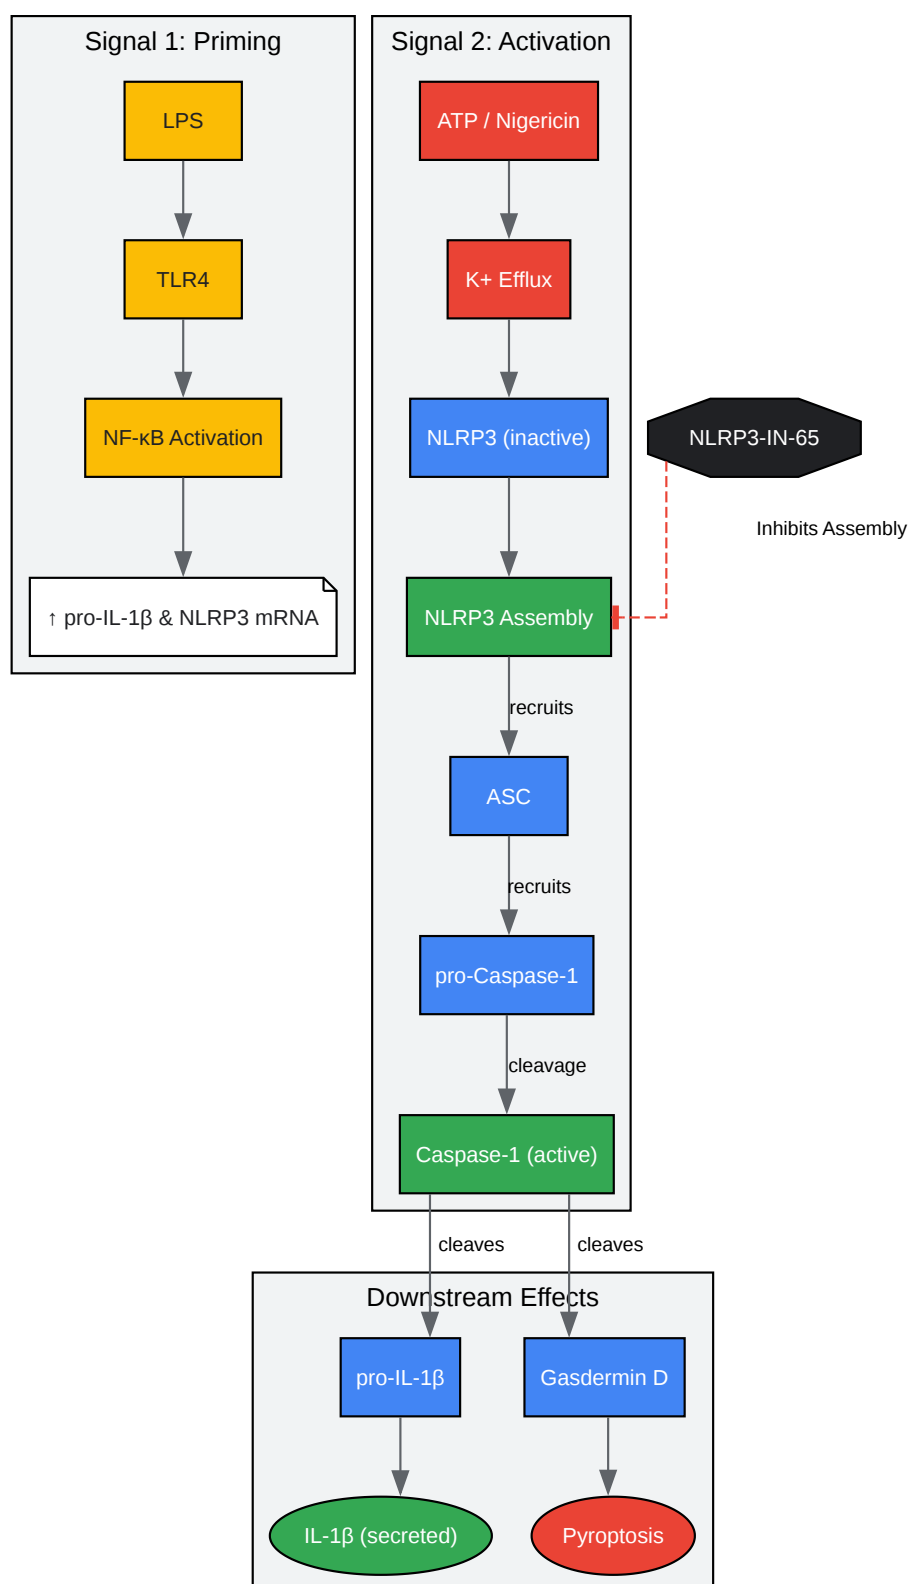 Signal 1: Priming
LPS
TLR4
NF-κB Activation
↑ pro-IL-1β & NLRP3 mRNA
Signal 2: Activation
ATP / Nigericin
K+ Efflux
NLRP3 (inactive)
NLRP3-IN-65
Inhibits Assembly
NLRP3 Assembly
recruits
ASC
recruits
pro-Caspase-1
cleavage
Caspase-1 (active)
cleaves
cleaves
Downstream Effects
pro-IL-1β
Gasdermin D
IL-1β (secreted)
Pyroptosis